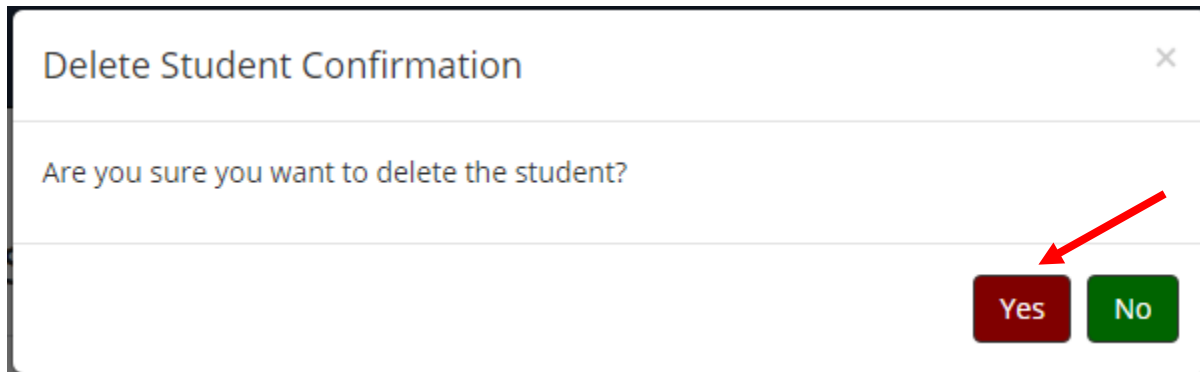 Delete Student Confirmation
Are you sure you want to delete the student?
Yes No